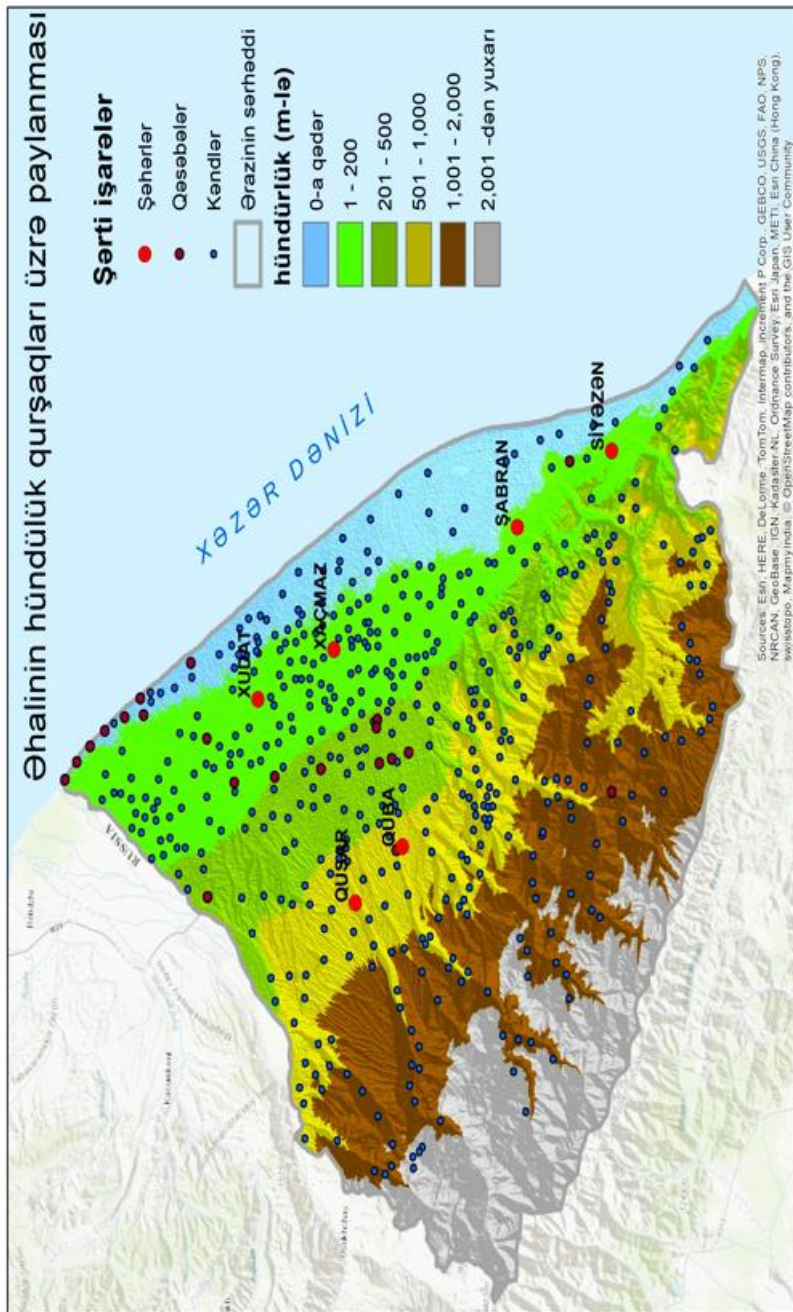 Əhalinin hündülük qurşaqları üzrə paylanması
Şərti işarələr
Şəhərlər
Qəsəbələr
Kəndlər
Ərazinin sərhəddi
hündürlük (m-lə)
0-a qədər
1 - 200
201 - 500
501 - 1,000
1,001 - 2,000
2,001 -dən yuxarı
XƏZƏR DƏNİZİ
RUSSIA
XUDAT
XAÇMAZ
QUSAR
QUBA
ŞABRAN
SİYƏZƏN
Sources: Esri, HERE, DeLorme, TomTom, Intermap, increment P Corp., GEBCO, USGS, FAO, NPS,
NRCAN, GeoBase, IGN, Kadaster NL, Ordnance Survey, Esri Japan, METI, Esri China (Hong Kong),
swisstopo, MapmyIndia, © OpenStreetMap contributors, and the GIS User Community